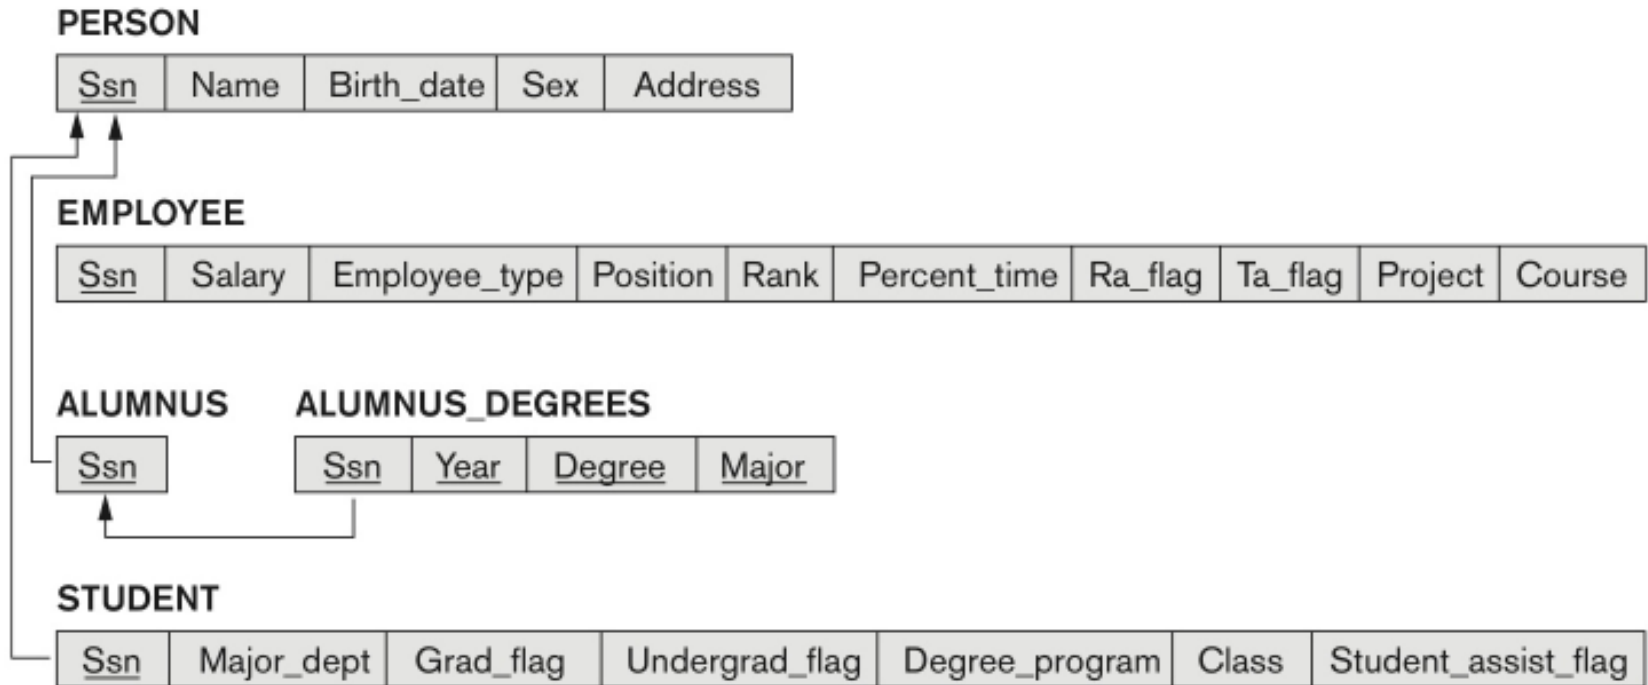 PERSON
Ssn Name Birth_date Sex Address
EMPLOYEE
Ssn Salary Employee_type Position Rank Percent_time Ra_flag Ta_flag Project Course
ALUMNUS ALUMNUS_DEGREES
Ssn Ssn Year Degree Major
STUDENT
Ssn Major_dept Grad_flag Undergrad_flag Degree_program Class Student_assist_flag